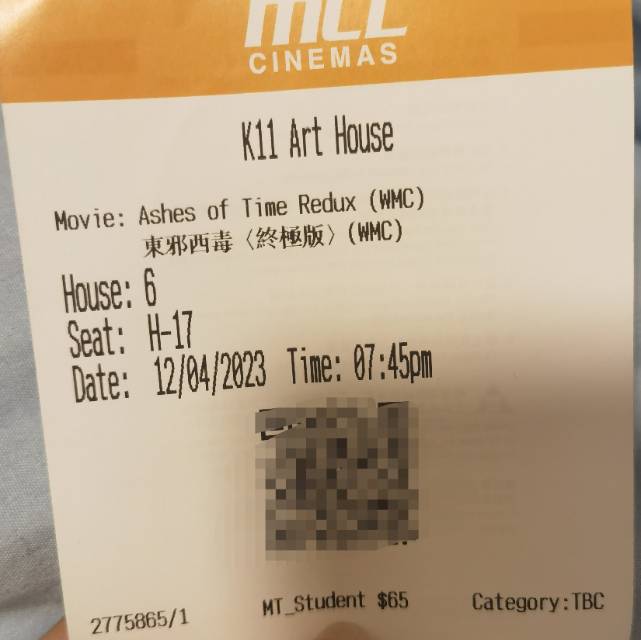 MCL
CINEMAS
K11 Art House
Movie: Ashes of Time Redux (WMC)
東邪西毒〈終極版〉(WMC)
House: 6
Seat: H-17
Date: 12/04/2023 Time: 07:45pm
2775865/1 MT_Student $65 Category:TBC